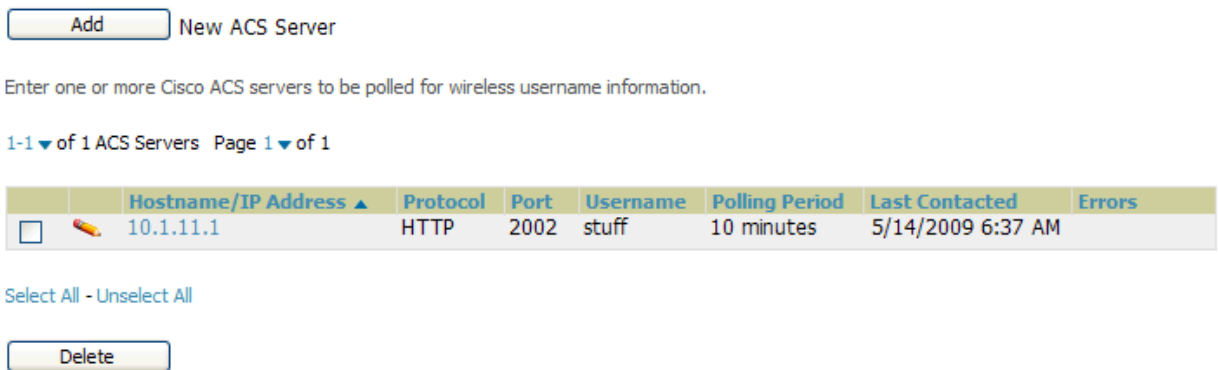 Add New ACS Server
Enter one or more Cisco ACS servers to be polled for wireless username information.
1-1 of 1 ACS Servers Page 1 of 1
Hostname/IP Address Protocol Port Username Polling Period Last Contacted Errors
10.1.11.1 HTTP 2002 stuff 10 minutes 5/14/2009 6:37 AM
Select All - Unselect All
Delete